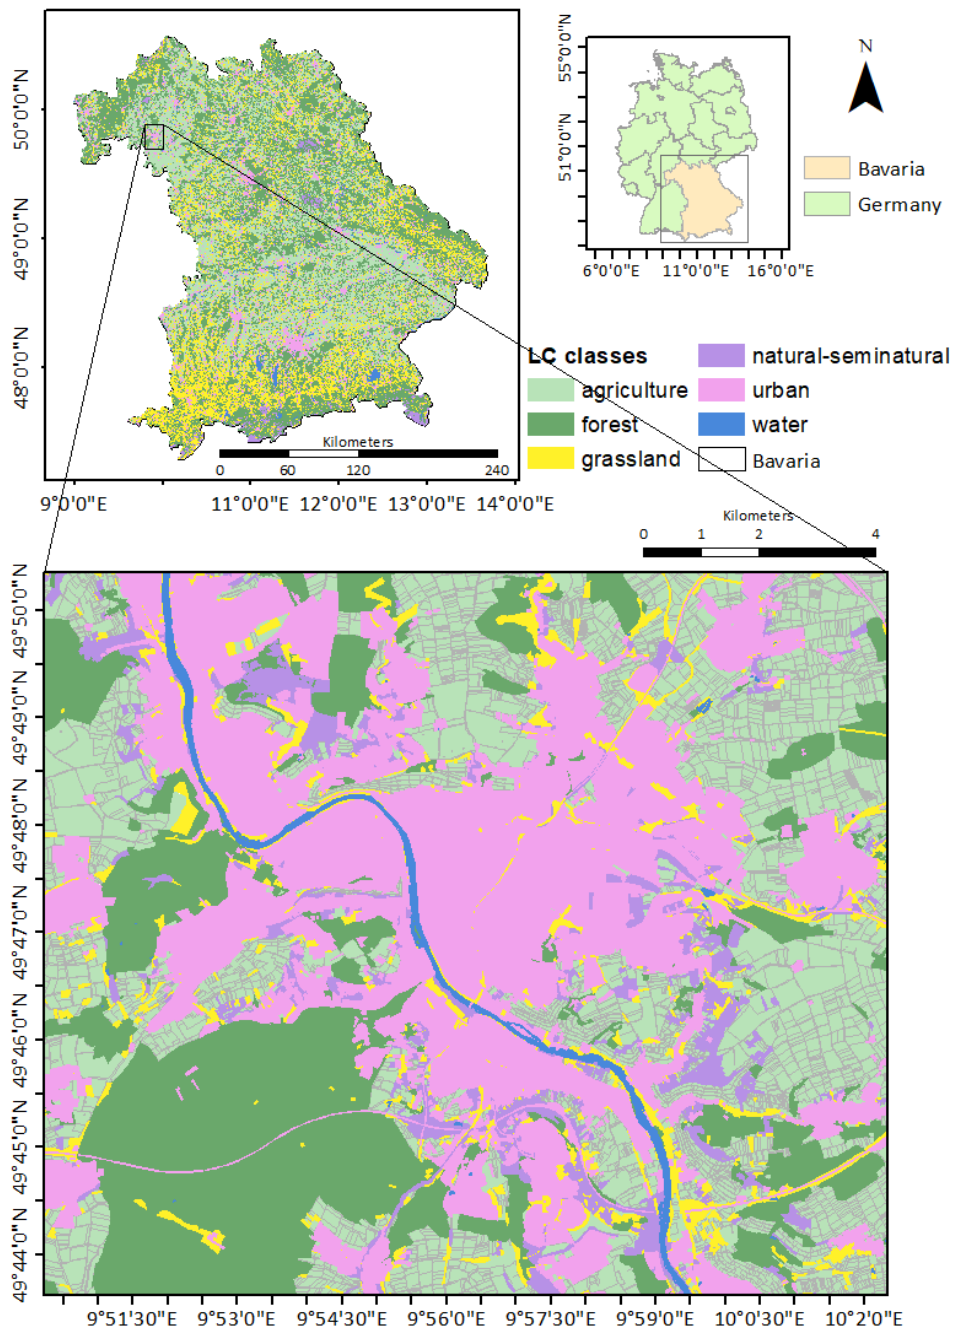 50°0'0"N
49°0'0"N
48°0'0"N
Kilometers
0 60 120 240
9°0'0"E 11°0'0"E 12°0'0"E 13°0'0"E 14°0'0"E
55°0'0"N
51°0'0"N
6°0'0"E 11°0'0"E 16°0'0"E
N
Bavaria
Germany
LC classes
agriculture
forest
grassland
natural-seminatural
urban
water
Bavaria
Kilometers
0 1 2 4
49°50'0"N
49°49'0"N
49°48'0"N
49°47'0"N
49°46'0"N
49°45'0"N
49°44'0"N
9°51'30"E 9°53'0"E 9°54'30"E 9°56'0"E 9°57'30"E 9°59'0"E 10°0'30"E 10°2'0"E